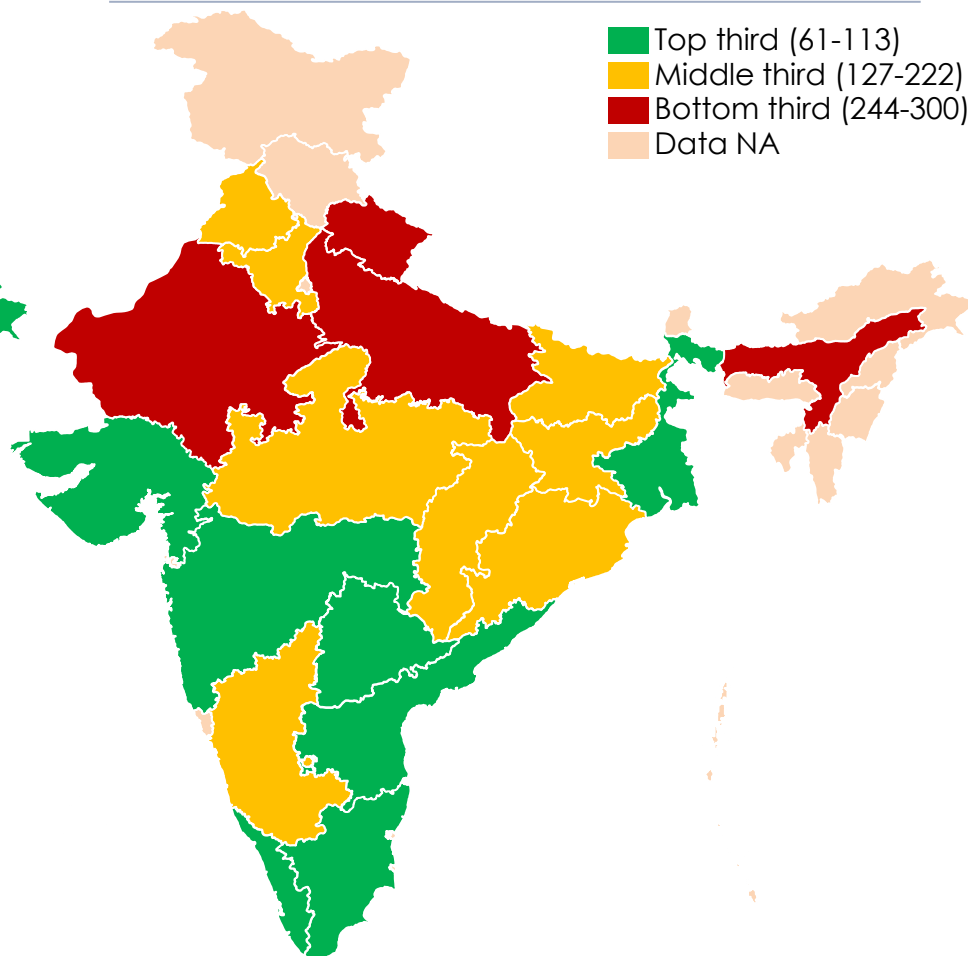 Top third (61-113)
Middle third (127-222)
Bottom third (244-300)
Data NA